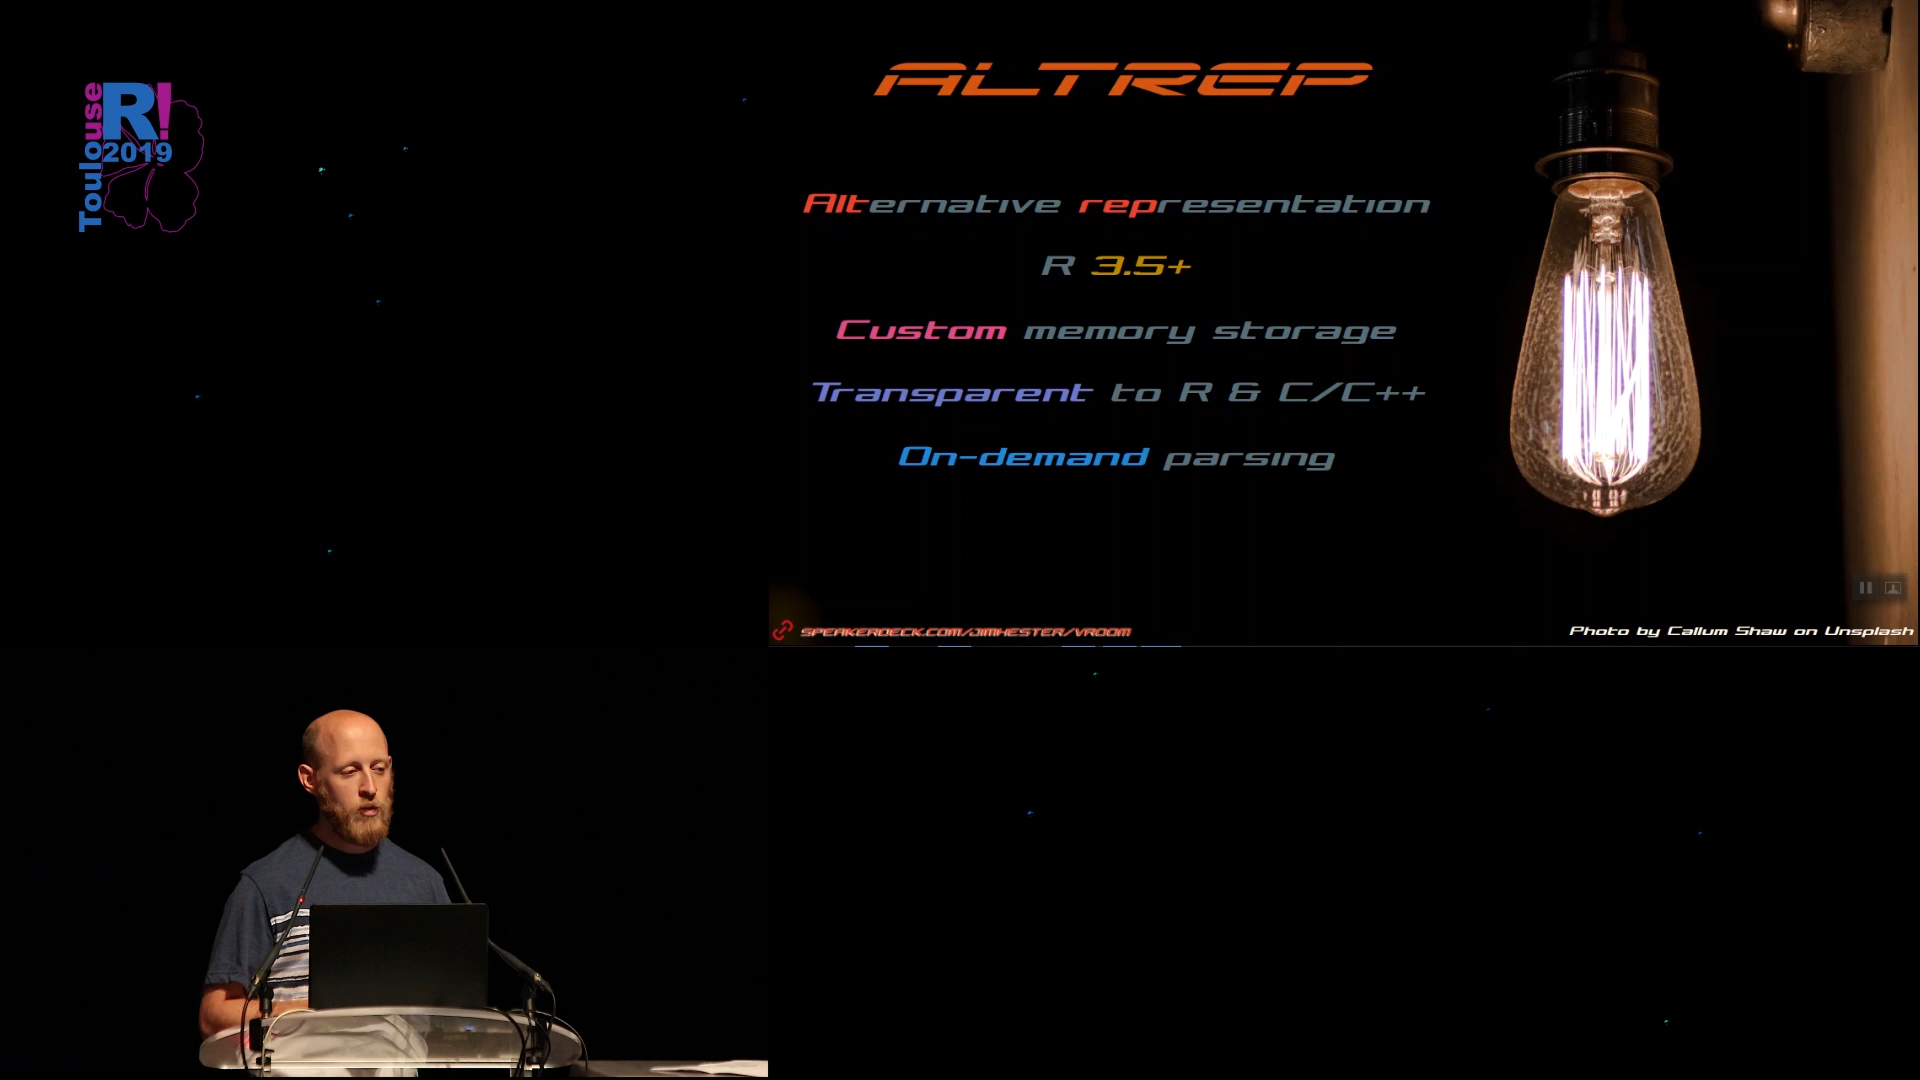 Toulouse
R!
2019
ALTREP
Alternative representation
R 3.5+
Custom memory storage
Transparent to R & C/C++
On-demand parsing
SPEAKERDECK.COM/JIMHESTER/VROOM
Photo by Callum Shaw on Unsplash